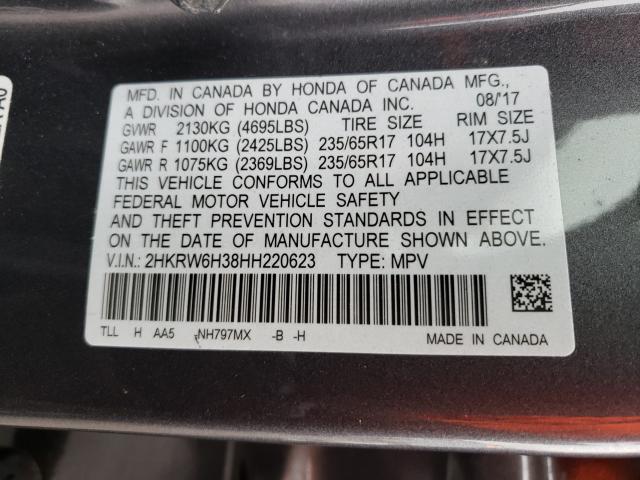 MFD. IN CANADA BY HONDA OF CANADA MFG.,
A DIVISION OF HONDA CANADA INC. 08/17
GVWR 2130KG (4695LBS) TIRE SIZE RIM SIZE
GAWR F 1100KG (2425LBS) 235/65R17 104H 17X7.5J
GAWR R 1075KG (2369LBS) 235/65R17 104H 17X7.5J
THIS VEHICLE CONFORMS TO ALL APPLICABLE
FEDERAL MOTOR VEHICLE SAFETY
AND THEFT PREVENTION STANDARDS IN EFFECT
ON THE DATE OF MANUFACTURE SHOWN ABOVE.
V.I.N.: 2HKRW6H38HH220623 TYPE: MPV
TLL H AA5 NH797MX -B -H MADE IN CANADA